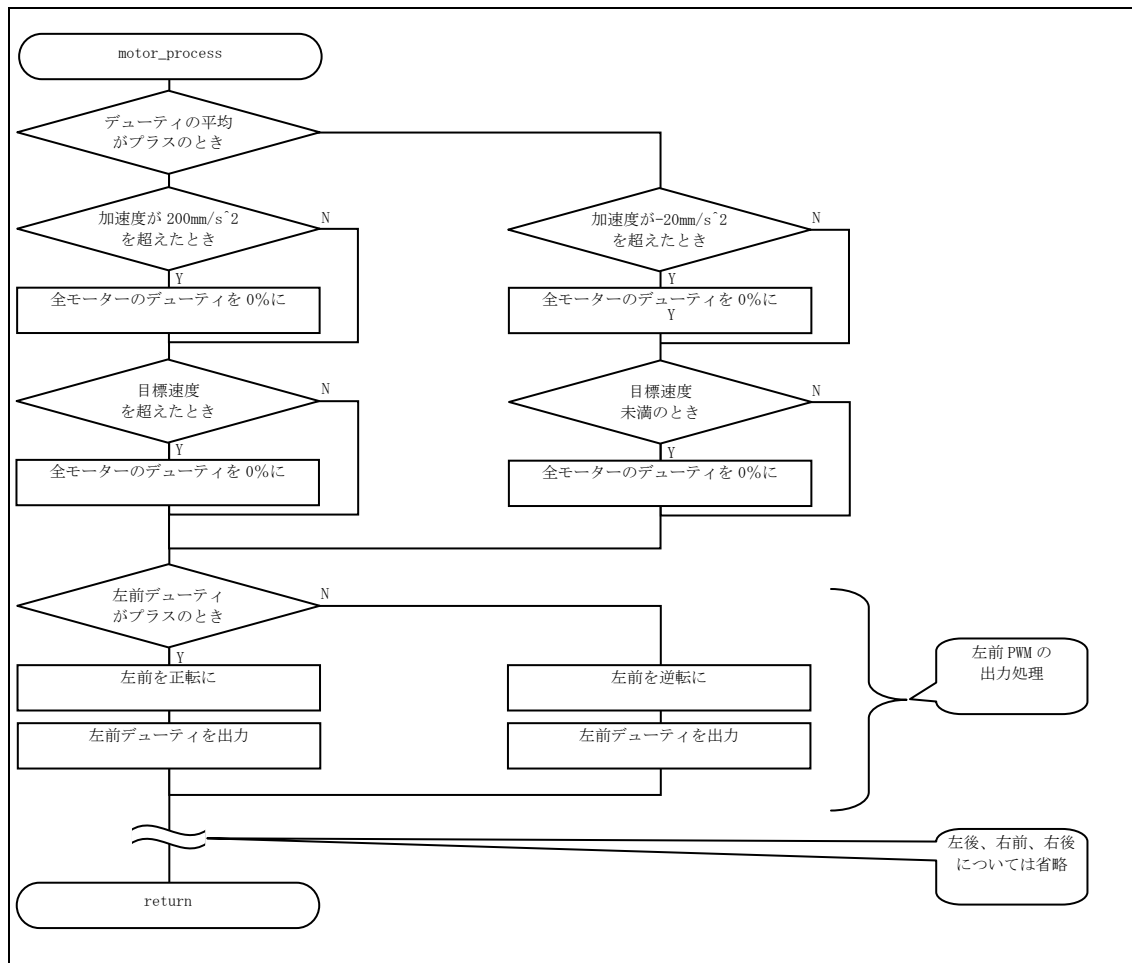 motor_process
デューティの平均
がプラスのとき
加速度が 200mm/s^2
を超えたとき
N
Y
全モーターのデューティを 0%に
加速度が-20mm/s^2
を超えたとき
N
Y
全モーターのデューティを 0%に
Y
目標速度
を超えたとき
N
Y
全モーターのデューティを 0%に
目標速度
未満のとき
N
Y
全モーターのデューティを 0%に
左前デューティ
がプラスのとき
N
Y
左前を正転に
左前を逆転に
左前デューティを出力
左前デューティを出力
左前 PWM の
出力処理
左後、右前、右後
については省略
return